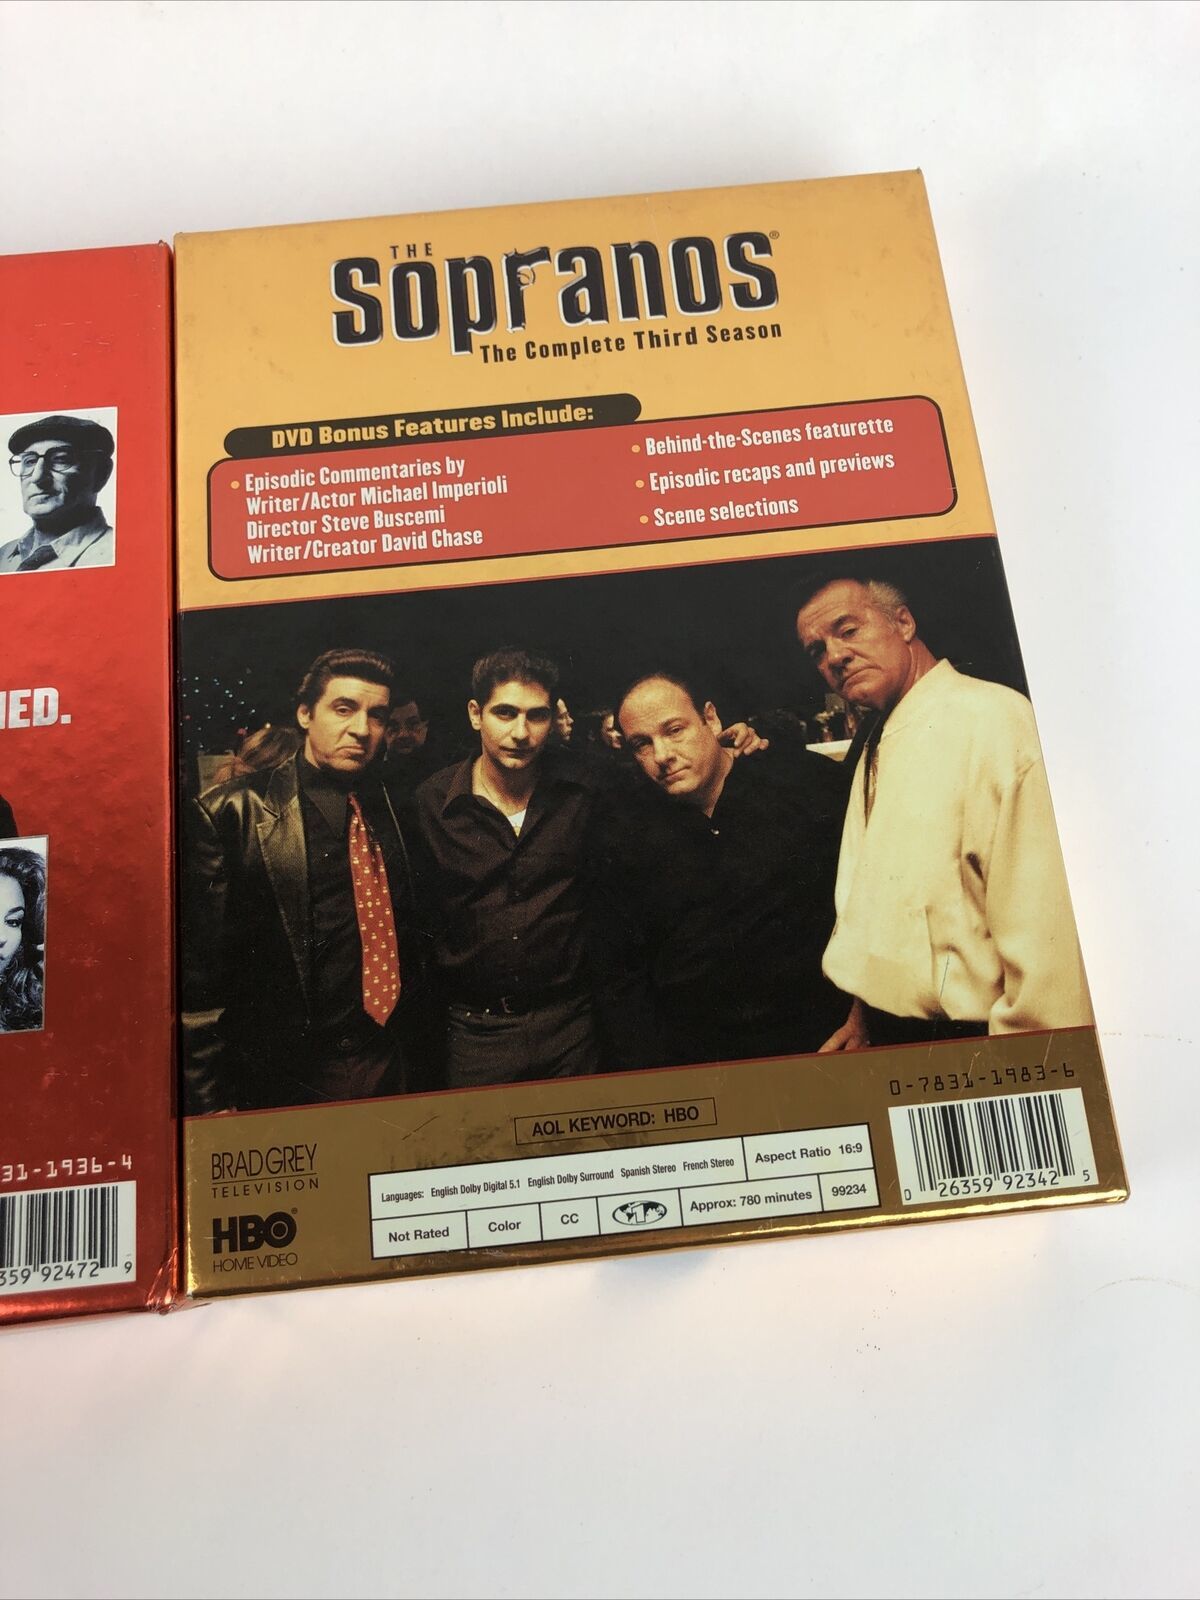 THE
Sopranos®
The Complete Third Season
DVD Bonus Features Include:
• Episodic Commentaries by
Writer/Actor Michael Imperioli
Director Steve Buscemi
Writer/Creator David Chase
• Behind-the-Scenes featurette
• Episodic recaps and previews
• Scene selections
IED.
31-1936-4
359 92472 9
0-7831-1983-6
AOL KEYWORD: HBO
BRAD GREY
TELEVISION
HBO®
HOME VIDEO
Languages: English Dolby Digital 5.1 English Dolby Surround Spanish Stereo French Stereo
Aspect Ratio 16:9
Not Rated
Color
CC
1
Approx: 780 minutes
99234
0 26359 92342 5